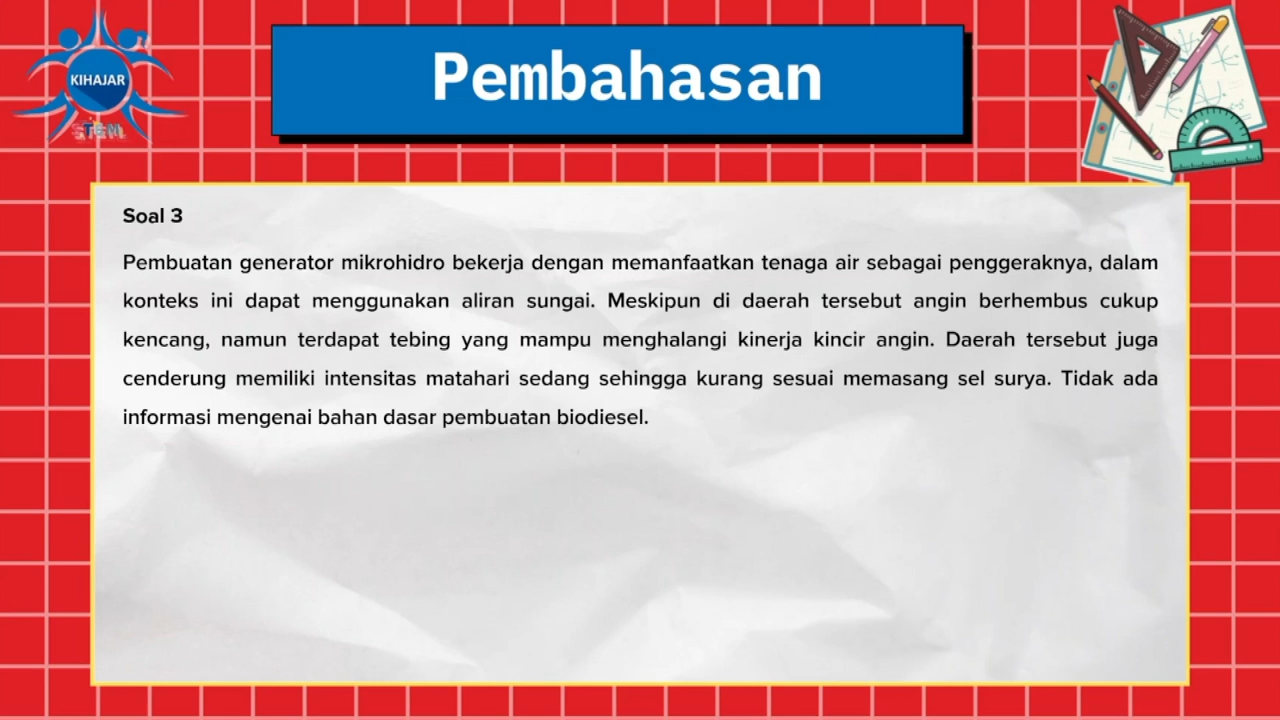 KIHAJAR
STEM
Pembahasan
Soal 3
Pembuatan generator mikrohidro bekerja dengan memanfaatkan tenaga air sebagai penggeraknya, dalam
konteks ini dapat menggunakan aliran sungai. Meskipun di daerah tersebut angin berhembus cukup
kencang, namun terdapat tebing yang mampu menghalangi kinerja kincir angin. Daerah tersebut juga
cenderung memiliki intensitas matahari sedang sehingga kurang sesuai memasang sel surya. Tidak ada
informasi mengenai bahan dasar pembuatan biodiesel.